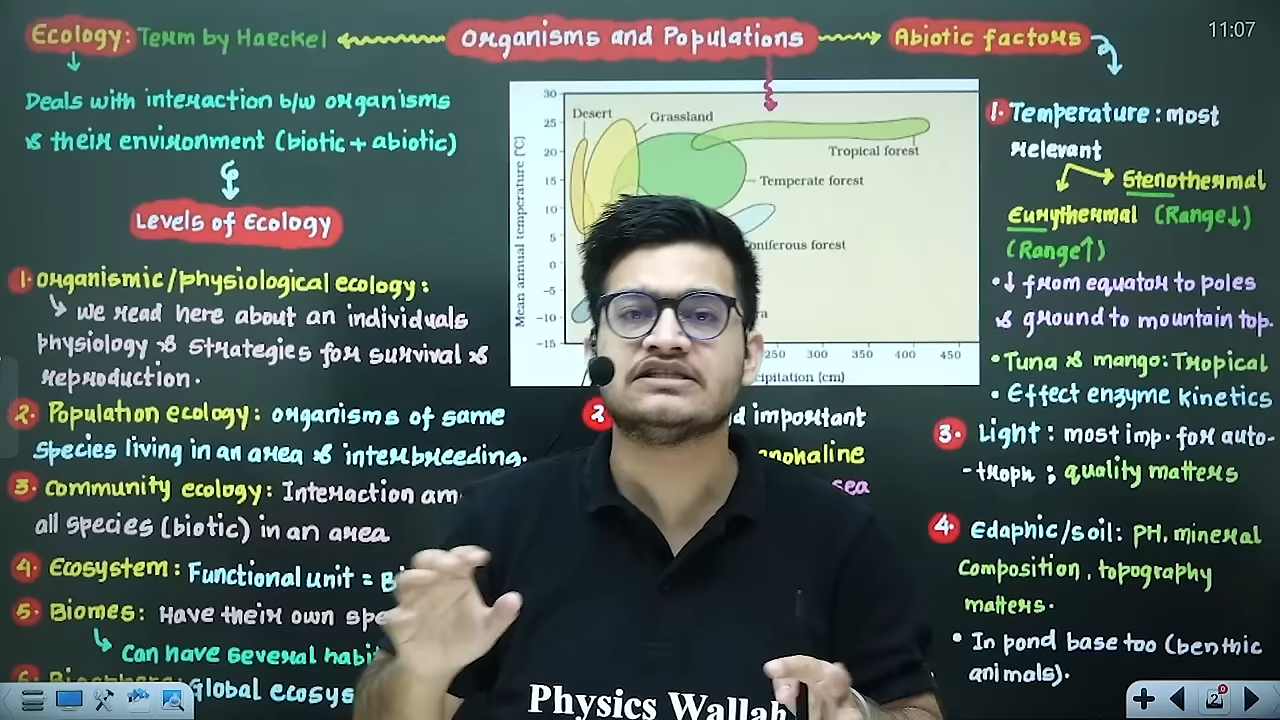 11:07
Ecology: Term by Haeckel
Organisms and Populations
Abiotic factors
Deals with interaction b/w organisms
& their environment (biotic + abiotic)
Levels of Ecology
1. Organismic/physiological ecology:
we read here about an individuals
physiology & strategies for survival &
reproduction.
2. Population ecology: organisms of same
species living in an area & interbreeding.
3. Community ecology: Interaction am
all species (biotic) in an area
4. Ecosystem: Functional unit =
5. Biomes: Have their own spe
Can have several habi
6. Global ecosys
Mean annual temperature (°C)
30
25
20
15
10
5
0
-5
-10
-15
Desert
Grassland
Tropical forest
Temperate forest
oniferous forest
ra
250 300 350 400 450
cipitation (cm)
2
d important
sea
1. Temperature: most
relevant
Stenothermal
Eurythermal (Range↓)
(Range↑)
• ↓ from equator to poles
& ground to mountain top.
• Tuna & mango: Tropical
• Effect enzyme kinetics
3. Light: most imp. for auto-
-troph; quality matters
4. Edaphic/soil: PH, mineral
composition, topography
matters.
• In pond base too (benthic
animals).
Physics Wallah
2